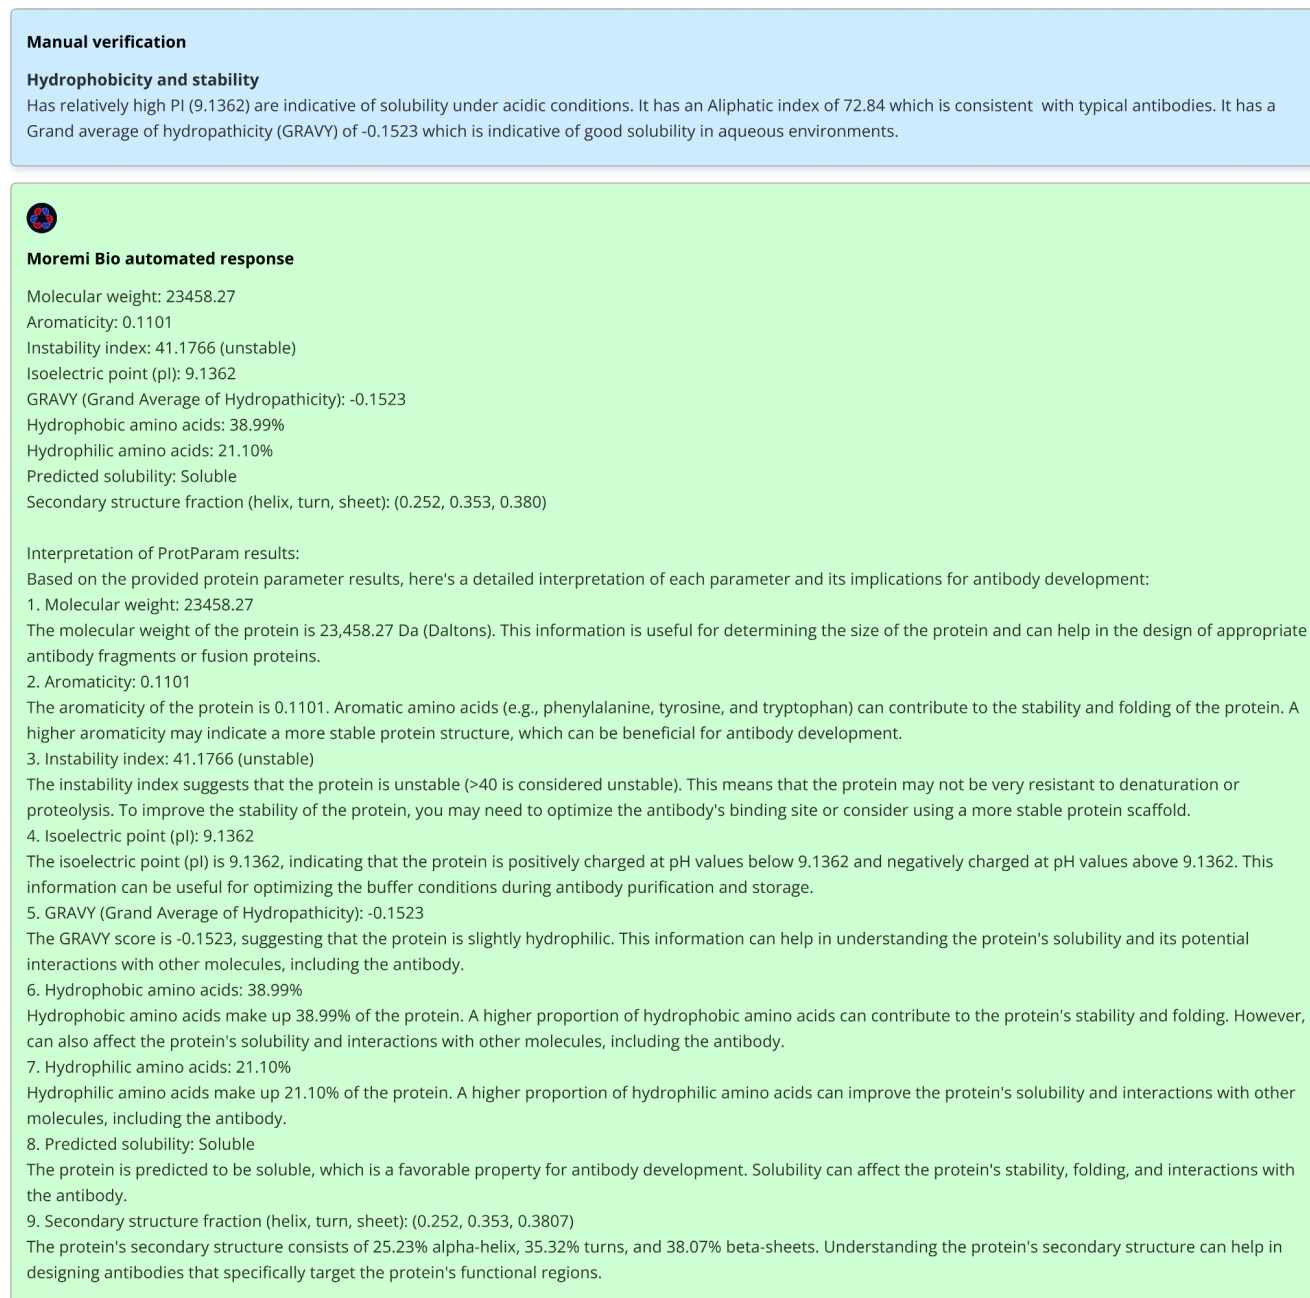 Manual verification
Hydrophobicity and stability
Has relatively high PI (9.1362) are indicative of solubility under acidic conditions. It has an Aliphatic index of 72.84 which is consistent  with typical antibodies. It has a
Grand average of hydropathicity (GRAVY) of -0.1523 which is indicative of good solubility in aqueous environments.
Moremi Bio automated response
Molecular weight: 23458.27
Aromaticity: 0.1101
Instability index: 41.1766 (unstable)
Isoelectric point (pI): 9.1362
GRAVY (Grand Average of Hydropathicity): -0.1523
Hydrophobic amino acids: 38.99%
Hydrophilic amino acids: 21.10%
Predicted solubility: Soluble
Secondary structure fraction (helix, turn, sheet): (0.252, 0.353, 0.380)
Interpretation of ProtParam results:
Based on the provided protein parameter results, here's a detailed interpretation of each parameter and its implications for antibody development:
1. Molecular weight: 23458.27
The molecular weight of the protein is 23,458.27 Da (Daltons). This information is useful for determining the size of the protein and can help in the design of appropriate
antibody fragments or fusion proteins.
2. Aromaticity: 0.1101
The aromaticity of the protein is 0.1101. Aromatic amino acids (e.g., phenylalanine, tyrosine, and tryptophan) can contribute to the stability and folding of the protein. A
higher aromaticity may indicate a more stable protein structure, which can be beneficial for antibody development.
3. Instability index: 41.1766 (unstable)
The instability index suggests that the protein is unstable (>40 is considered unstable). This means that the protein may not be very resistant to denaturation or
proteolysis. To improve the stability of the protein, you may need to optimize the antibody's binding site or consider using a more stable protein scaffold.
4. Isoelectric point (pI): 9.1362
The isoelectric point (pI) is 9.1362, indicating that the protein is positively charged at pH values below 9.1362 and negatively charged at pH values above 9.1362. This
information can be useful for optimizing the buffer conditions during antibody purification and storage.
5. GRAVY (Grand Average of Hydropathicity): -0.1523
The GRAVY score is -0.1523, suggesting that the protein is slightly hydrophilic. This information can help in understanding the protein's solubility and its potential
interactions with other molecules, including the antibody.
6. Hydrophobic amino acids: 38.99%
Hydrophobic amino acids make up 38.99% of the protein. A higher proportion of hydrophobic amino acids can contribute to the protein's stability and folding. However,
can also affect the protein's solubility and interactions with other molecules, including the antibody.
7. Hydrophilic amino acids: 21.10%
Hydrophilic amino acids make up 21.10% of the protein. A higher proportion of hydrophilic amino acids can improve the protein's solubility and interactions with other
molecules, including the antibody.
8. Predicted solubility: Soluble
The protein is predicted to be soluble, which is a favorable property for antibody development. Solubility can affect the protein's stability, folding, and interactions with
the antibody.
9. Secondary structure fraction (helix, turn, sheet): (0.252, 0.353, 0.3807)
The protein's secondary structure consists of 25.23% alpha-helix, 35.32% turns, and 38.07% beta-sheets. Understanding the protein's secondary structure can help in
designing antibodies that specifically target the protein's functional regions.